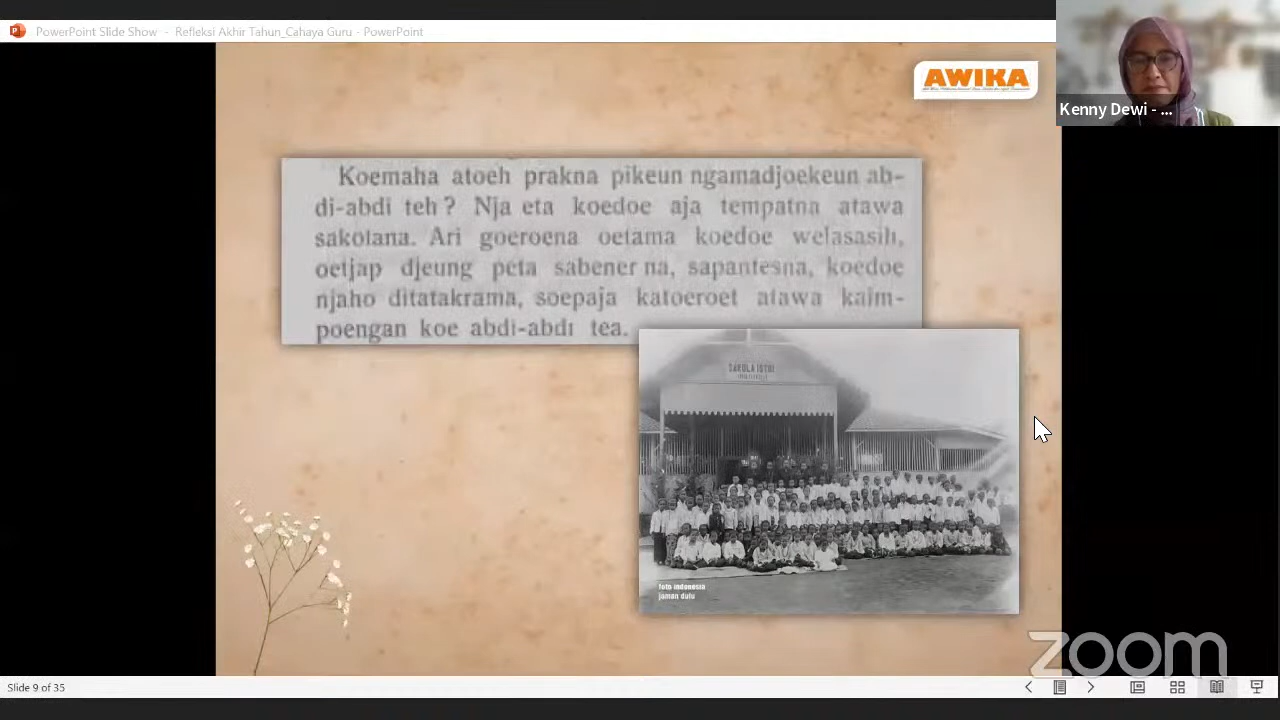 PowerPoint Slide Show - Refleksi Akhir Tahun_Cahaya Guru - PowerPoint
AWIKA
Kenny Dewi - ...
Koemaha atoeh prakna pikeun ngamadjoekeun ab-
di-abdi teh? Nja eta koedoe aja tempatna atawa
sakolana. Ari goeroena oetama koedoe welasasih,
oetjap djeung peta sabener na, sapantesna, koedoe
njaho ditatakrama, soepaja katoeroet atawa kaim-
poengan koe abdi-abdi tea.
SAKOLA ISTRI
foto indonesia
jaman dulu
zoom
Slide 9 of 35